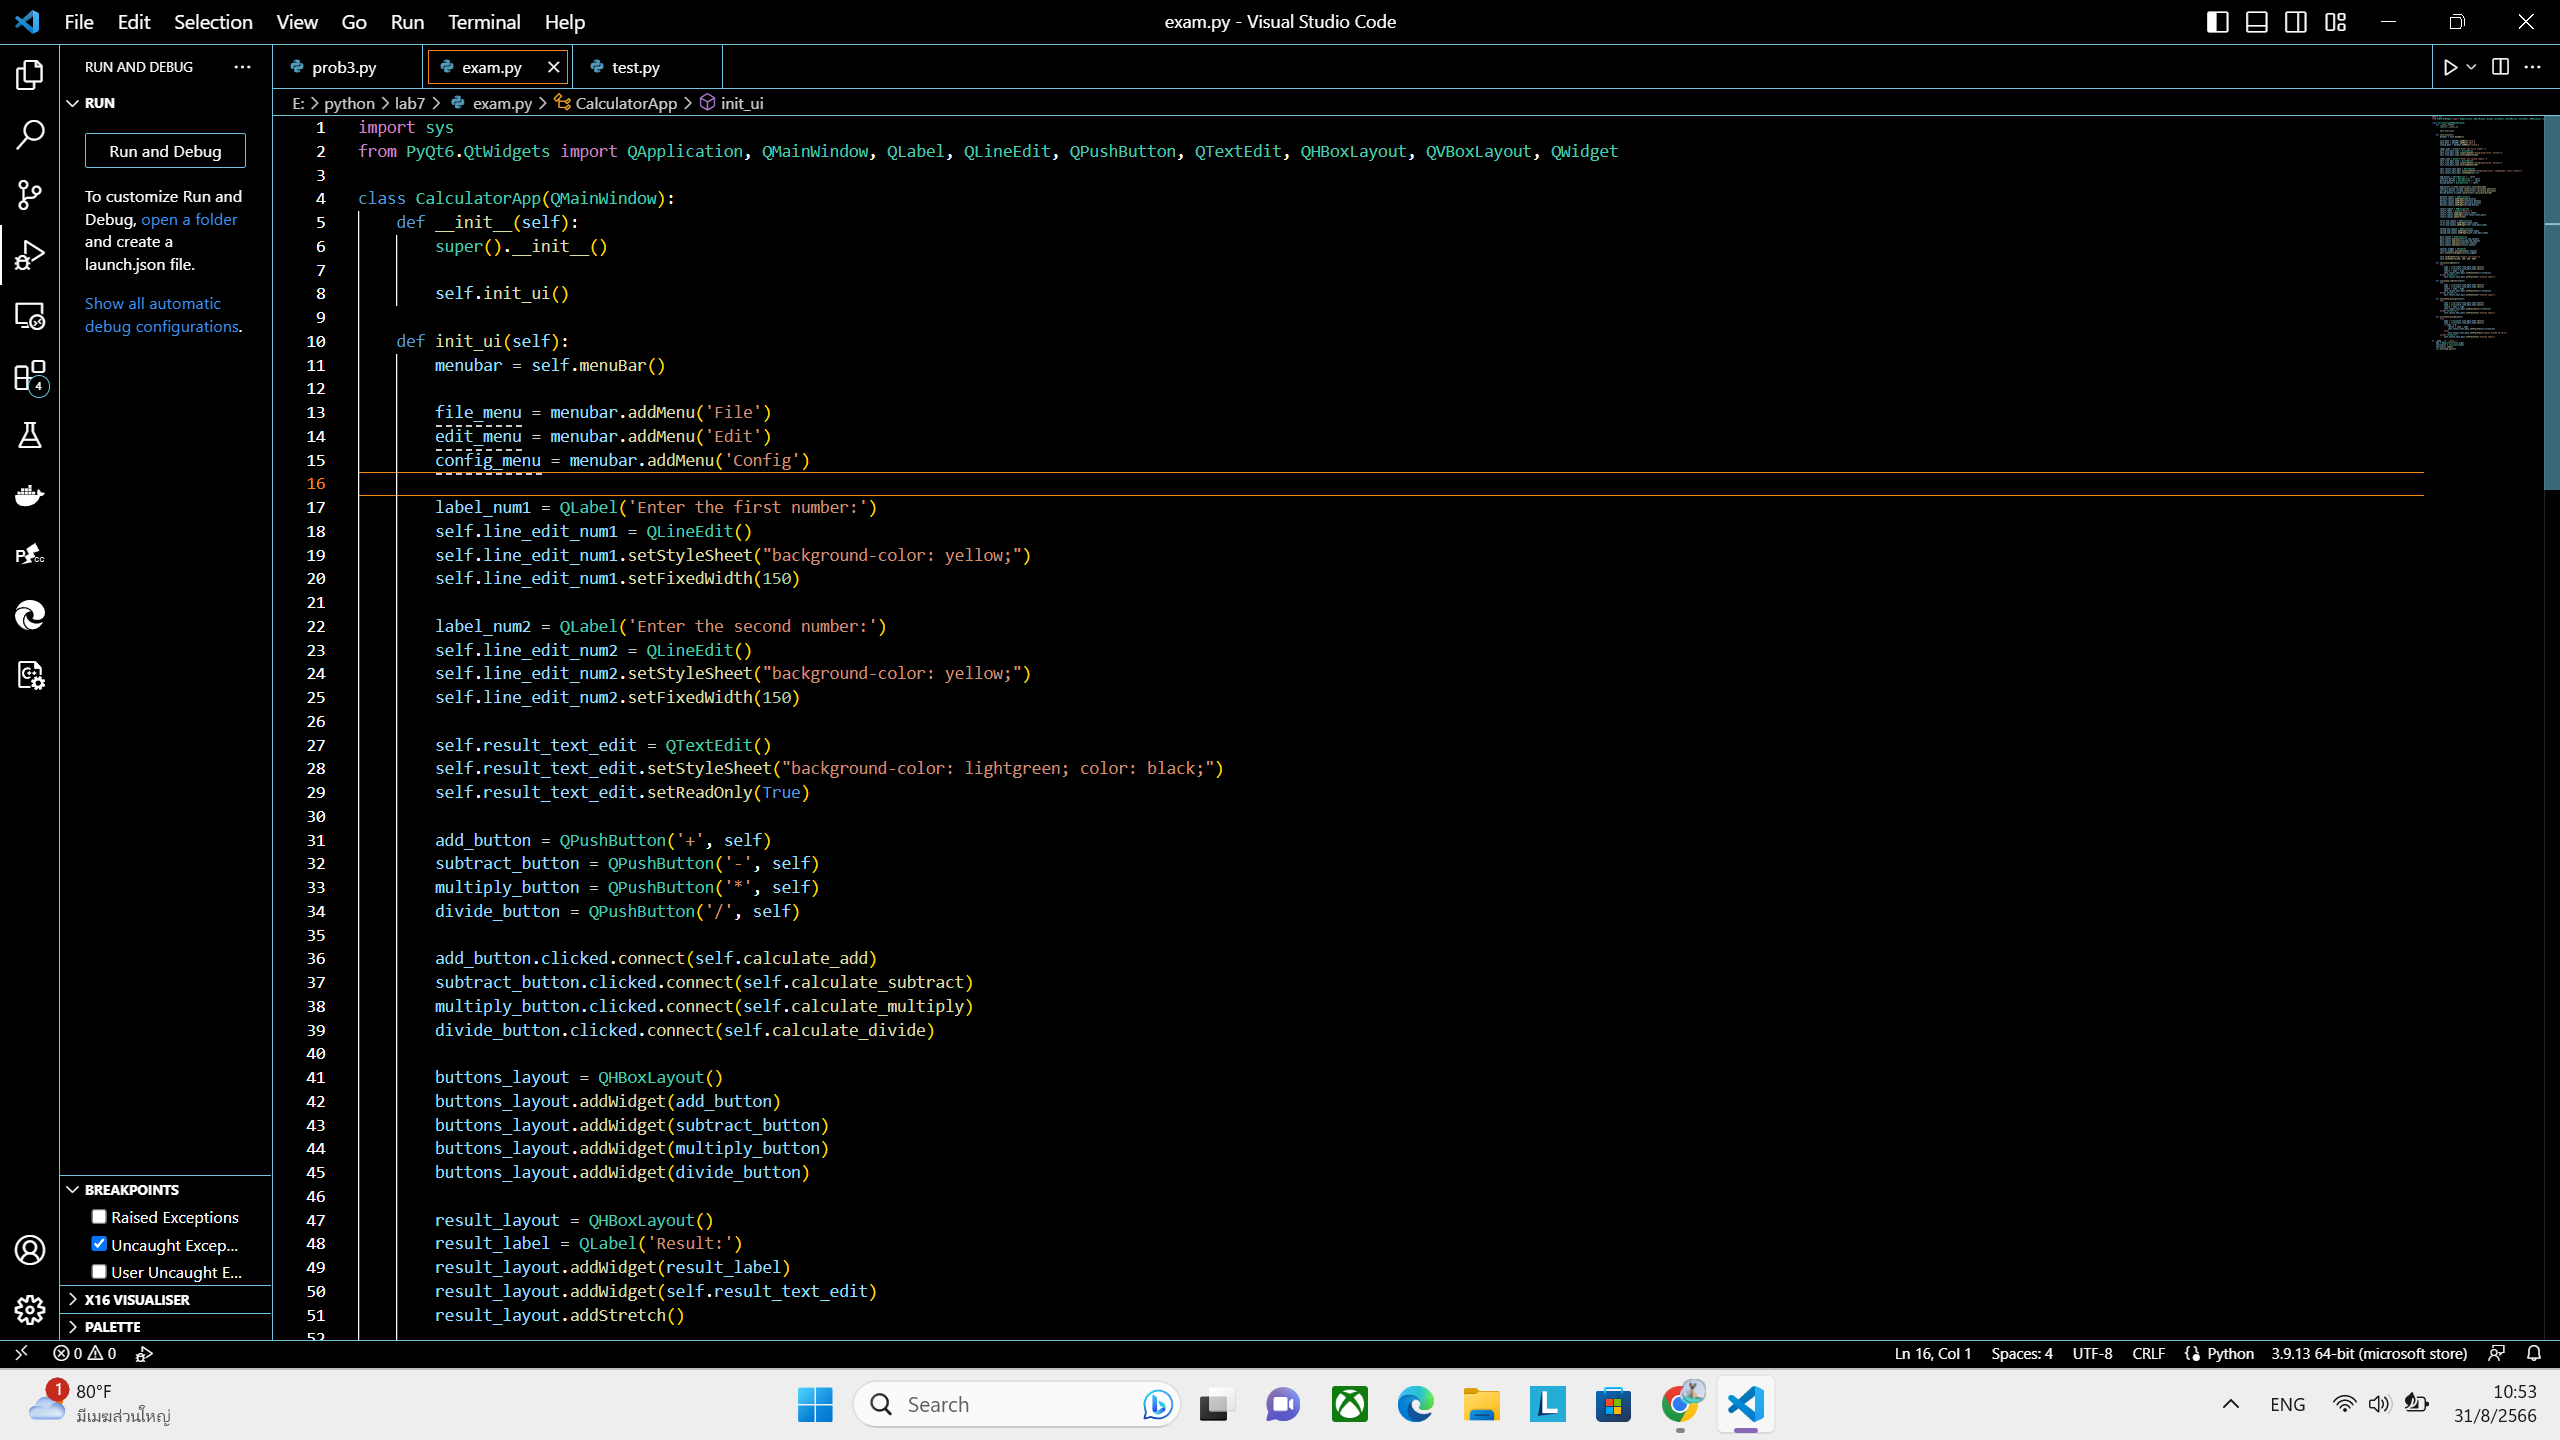 File Edit Selection View Go Run Terminal Help
exam.py - Visual Studio Code
RUN AND DEBUG
RUN
Run and Debug
To customize Run and
Debug, open a folder
and create a
launch.json file.
Show all automatic
debug configurations.
BREAKPOINTS
Raised Exceptions
Uncaught Excep...
User Uncaught E...
X16 VISUALISER
PALETTE
4
prob3.py exam.py test.py
E: > python > lab7 > exam.py > CalculatorApp > init_ui
1 import sys
2 from PyQt6.QtWidgets import QApplication, QMainWindow, QLabel, QLineEdit, QPushButton, QTextEdit, QHBoxLayout, QVBoxLayout, QWidget
3
4 class CalculatorApp(QMainWindow):
5 def __init__(self):
6 super().__init__()
7
8 self.init_ui()
9
10 def init_ui(self):
11 menubar = self.menuBar()
12
13 file_menu = menubar.addMenu('File')
14 edit_menu = menubar.addMenu('Edit')
15 config_menu = menubar.addMenu('Config')
16
17 label_num1 = QLabel('Enter the first number:')
18 self.line_edit_num1 = QLineEdit()
19 self.line_edit_num1.setStyleSheet("background-color: yellow;")
20 self.line_edit_num1.setFixedWidth(150)
21
22 label_num2 = QLabel('Enter the second number:')
23 self.line_edit_num2 = QLineEdit()
24 self.line_edit_num2.setStyleSheet("background-color: yellow;")
25 self.line_edit_num2.setFixedWidth(150)
26
27 self.result_text_edit = QTextEdit()
28 self.result_text_edit.setStyleSheet("background-color: lightgreen; color: black;")
29 self.result_text_edit.setReadOnly(True)
30
31 add_button = QPushButton('+', self)
32 subtract_button = QPushButton('-', self)
33 multiply_button = QPushButton('*', self)
34 divide_button = QPushButton('/', self)
35
36 add_button.clicked.connect(self.calculate_add)
37 subtract_button.clicked.connect(self.calculate_subtract)
38 multiply_button.clicked.connect(self.calculate_multiply)
39 divide_button.clicked.connect(self.calculate_divide)
40
41 buttons_layout = QHBoxLayout()
42 buttons_layout.addWidget(add_button)
43 buttons_layout.addWidget(subtract_button)
44 buttons_layout.addWidget(multiply_button)
45 buttons_layout.addWidget(divide_button)
46
47 result_layout = QHBoxLayout()
48 result_label = QLabel('Result:')
49 result_layout.addWidget(result_label)
50 result_layout.addWidget(self.result_text_edit)
51 result_layout.addStretch()
52
0 0
Ln 16, Col 1 Spaces: 4 UTF-8 CRLF Python 3.9.13 64-bit (microsoft store)
1 80°F
มีเมฆส่วนใหญ่
Search
ENG
10:53
31/8/2566